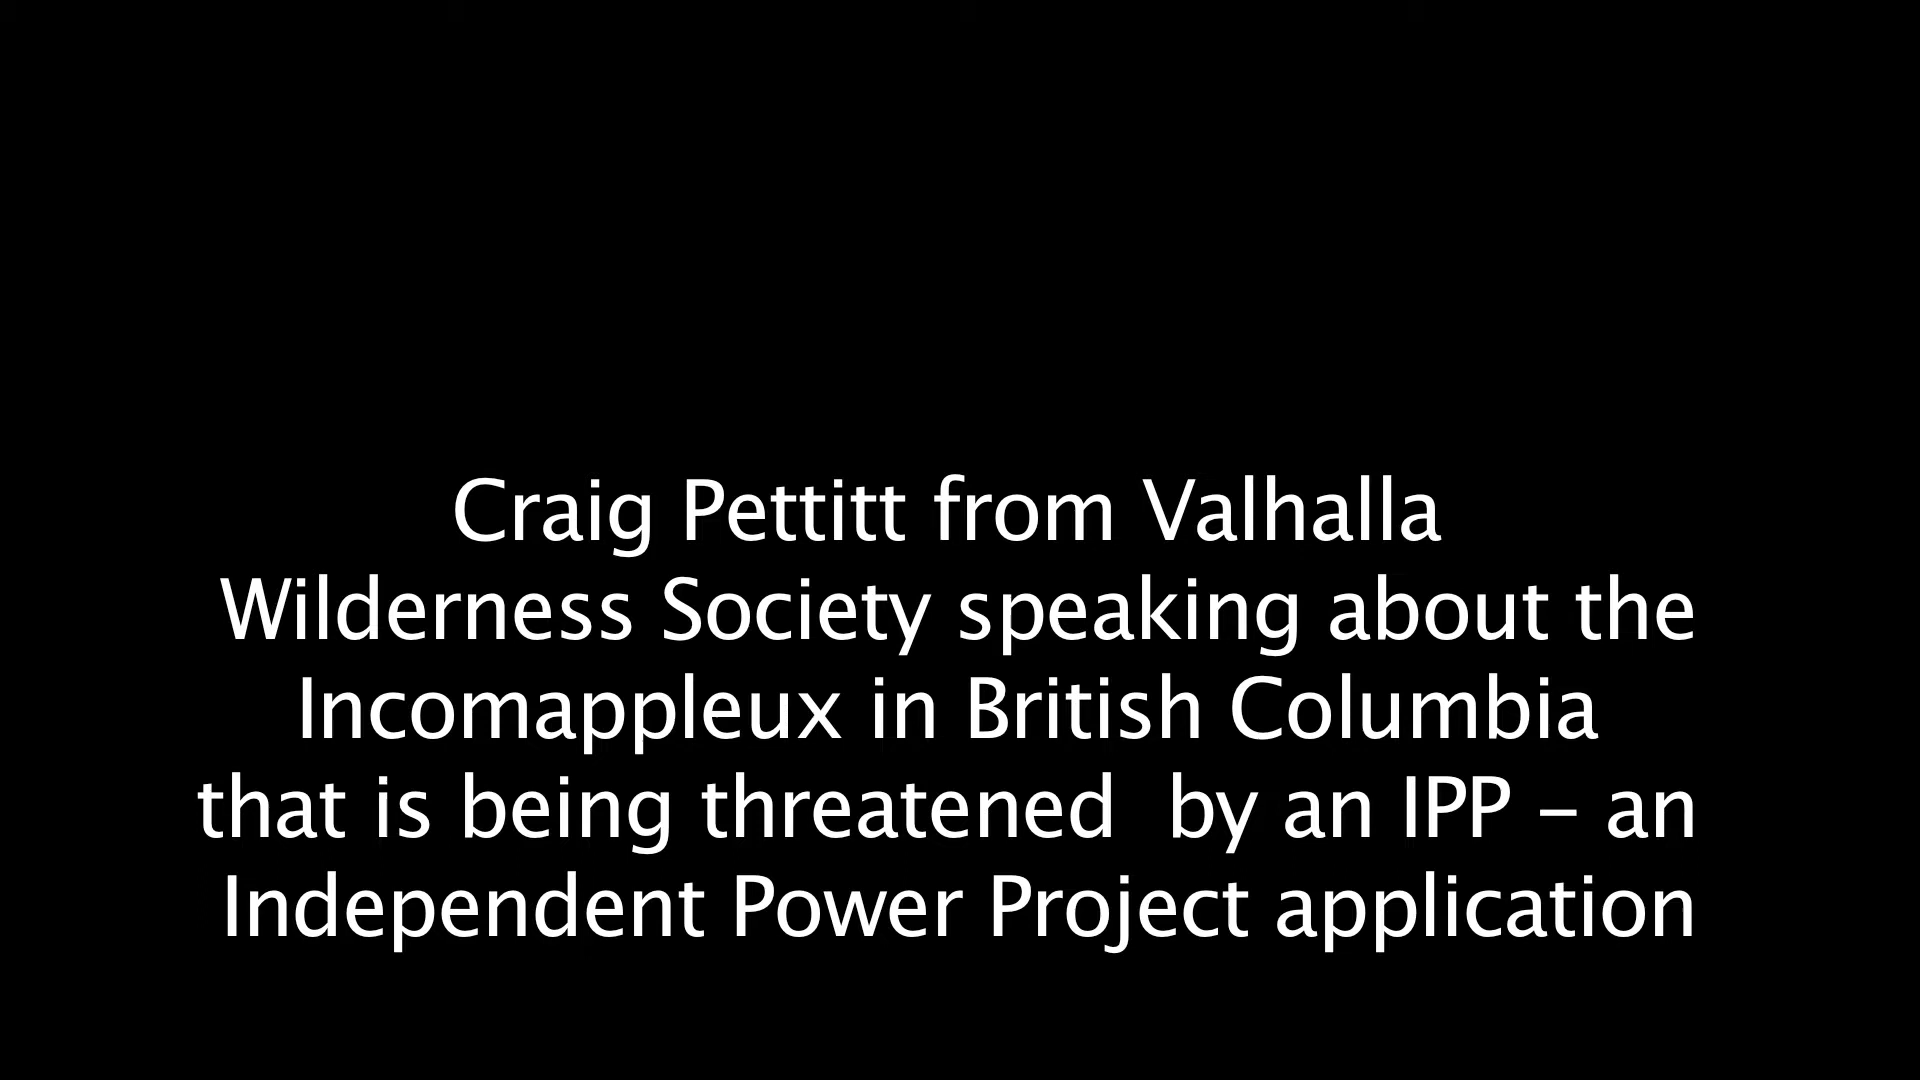 Craig Pettitt from Valhalla
Wilderness Society speaking about the
Incomappleux in British Columbia
that is being threatened  by an IPP – an
Independent Power Project application